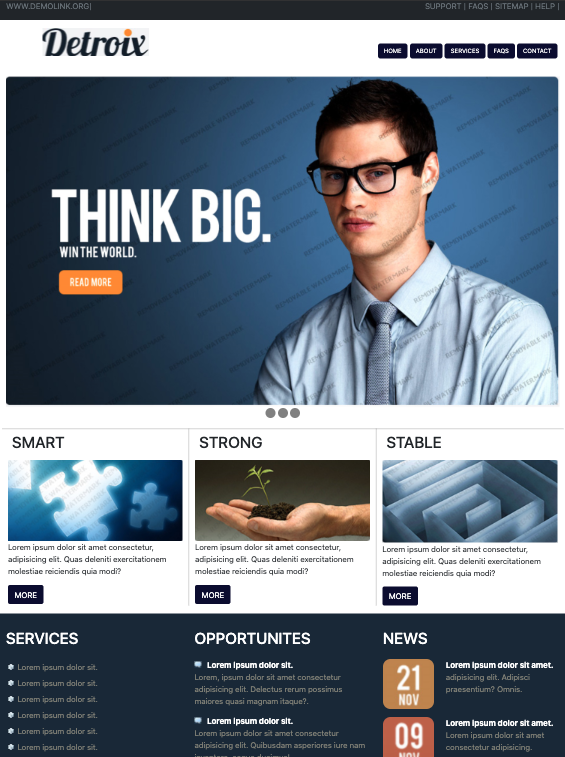 WWW.DEMOLINK.ORG|
SUPPORT | FAQS | SITEMAP | HELP |
Detroix
HOME
ABOUT
SERVICES
FAQS
CONTACT
THINK BIG.
WIN THE WORLD.
READ MORE
REMOVABLE WATERMARK
SMART
Lorem ipsum dolor sit amet consectetur,
adipisicing elit. Quas deleniti exercitationem
molestiae reiciendis quia modi?
MORE
STRONG
Lorem ipsum dolor sit amet consectetur,
adipisicing elit. Quas deleniti exercitationem
molestiae reiciendis quia modi?
MORE
STABLE
Lorem ipsum dolor sit amet consectetur,
adipisicing elit. Quas deleniti exercitationem
molestiae reiciendis quia modi?
MORE
SERVICES
Lorem ipsum dolor sit.
Lorem ipsum dolor sit.
Lorem ipsum dolor sit.
Lorem ipsum dolor sit.
Lorem ipsum dolor sit.
Lorem ipsum dolor sit.
OPPORTUNITES
Lorem ipsum dolor sit.
Lorem, ipsum dolor sit amet consectetur
adipisicing elit. Delectus rerum possimus
maiores quasi magnam itaque?.
Lorem ipsum dolor sit.
Lorem ipsum dolor sit amet consectetur
adipisicing elit. Quibusdam asperiores iure nam
NEWS
21
NOV
Lorem ipsum dolor sit amet.
adipisicing elit. Adipisci
praesentium? Omnis.
09
NOV
Lorem ipsum dolor sit amet.
Lorem ipsum dolor sit amet
consectetur adipisicing.